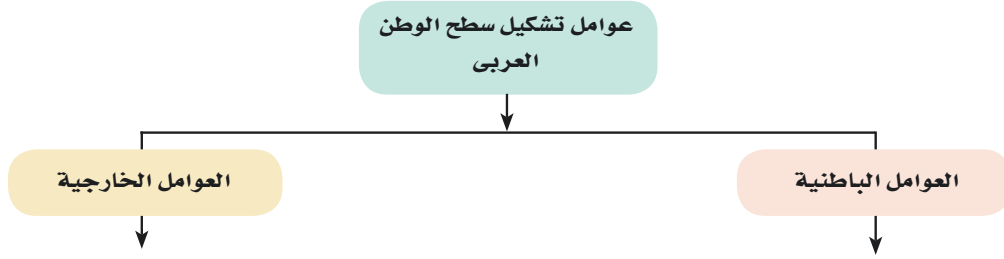 عوامل تشكيل سطح الوطن
العربى
العوامل الباطنية
العوامل الخارجية